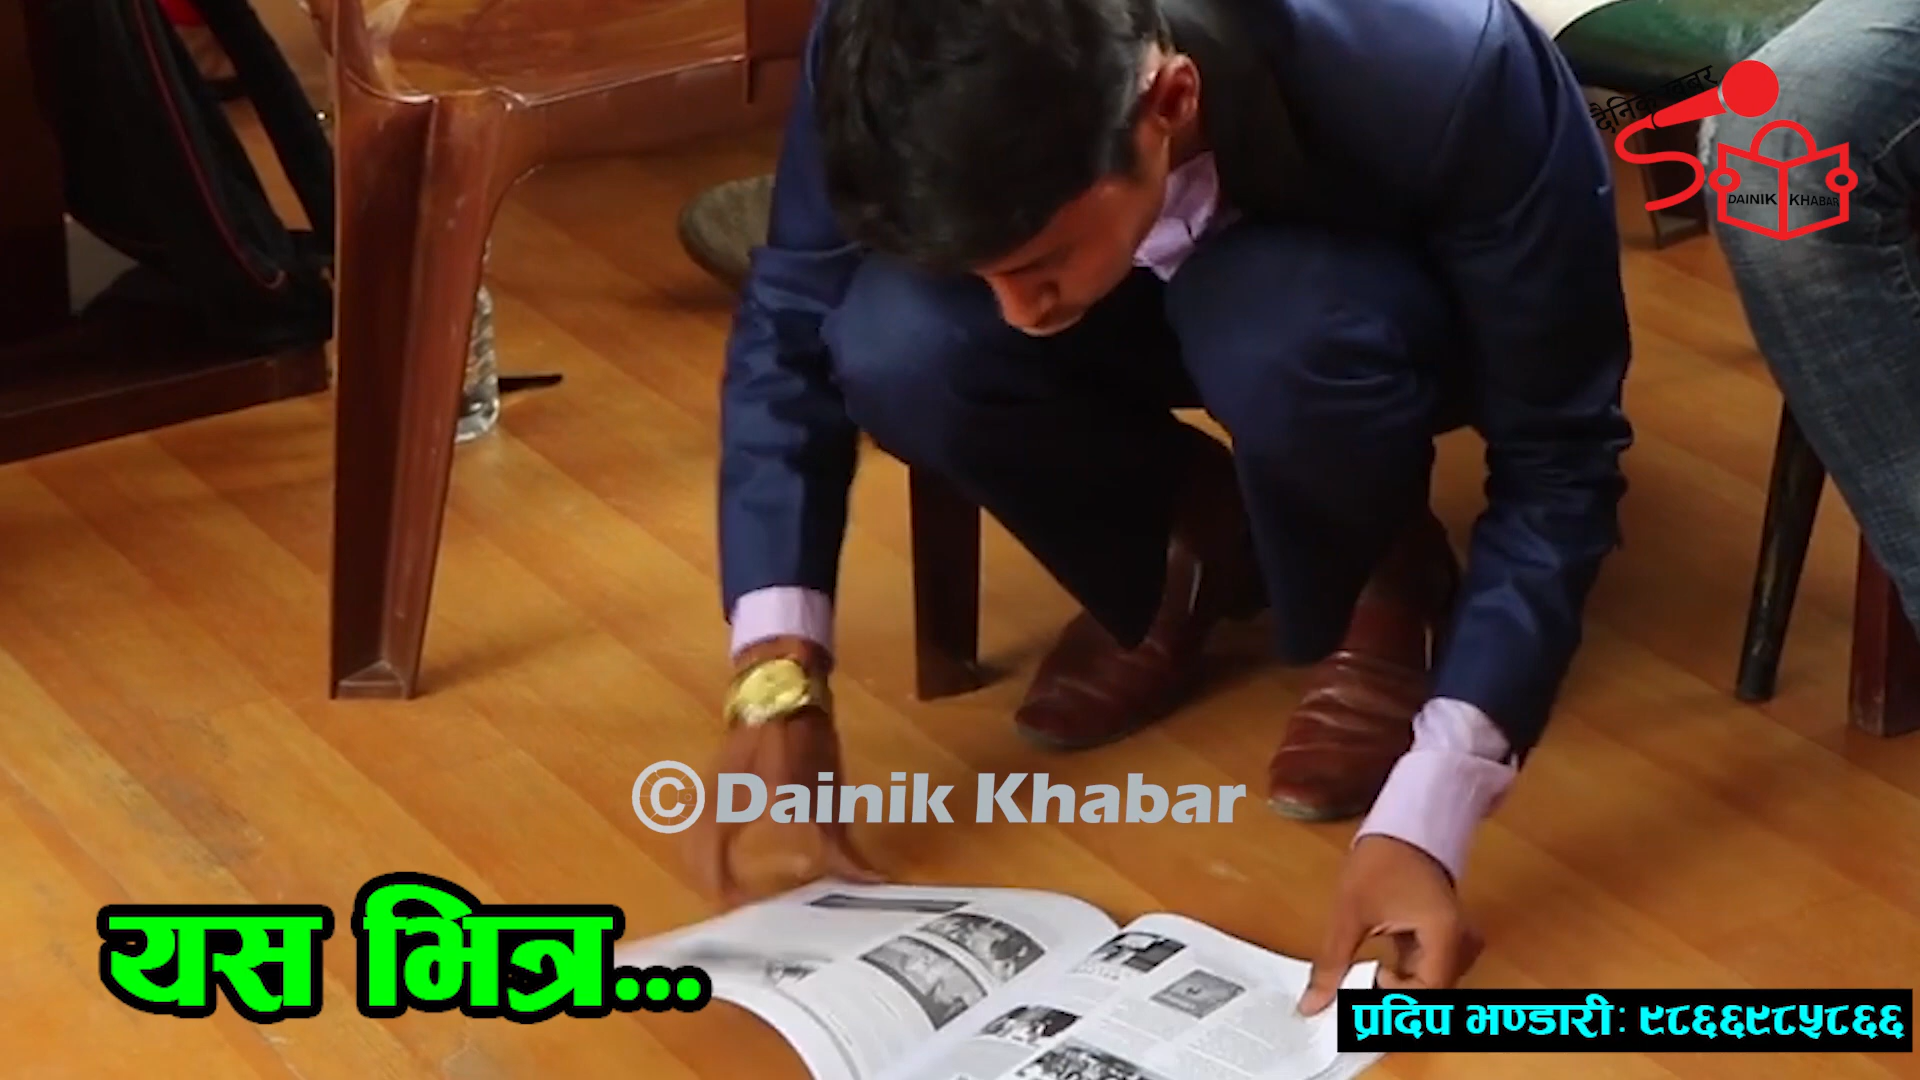 दैनिक खबर
DAINIK KHABAR
©Dainik Khabar
यस भित्र...
प्रदिप भण्डारी: ९८६६९८५८६६